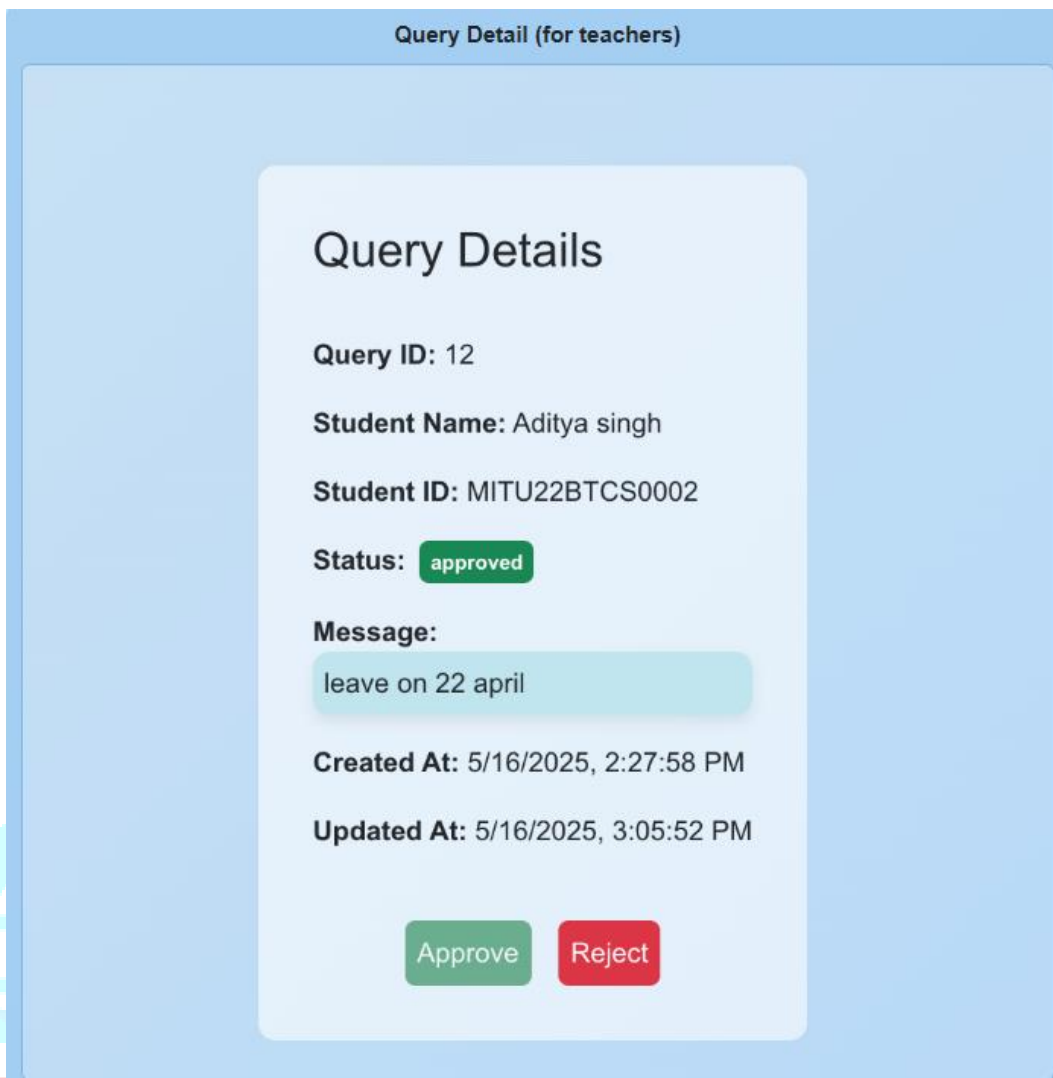 Query Detail (for teachers)
Query Details
Query ID: 12
Student Name: Aditya singh
Student ID: MITU22BTCS0002
Status: approved
Message:
leave on 22 april
Created At: 5/16/2025, 2:27:58 PM
Updated At: 5/16/2025, 3:05:52 PM
Approve Reject